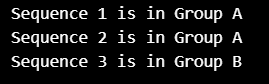 Sequence 1 is in Group A
Sequence 2 is in Group A
Sequence 3 is in Group B